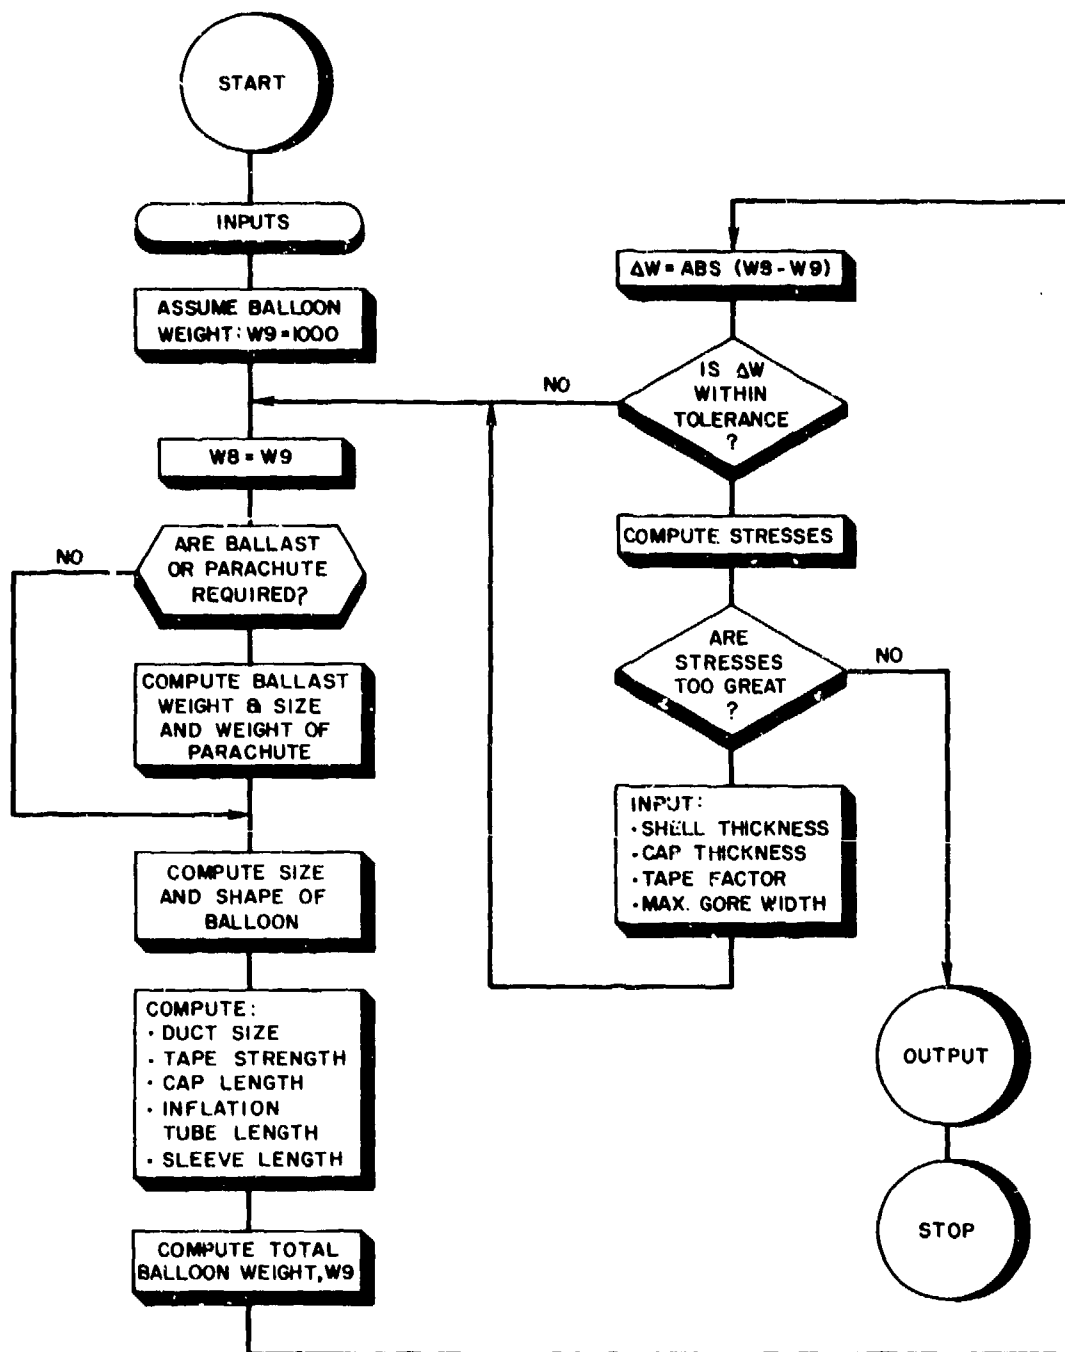 START
INPUTS
ASSUME BALLOON
WEIGHT: W9=1000
W8=W9
NO
ARE BALLAST
OR PARACHUTE
REQUIRED?
COMPUTE BALLAST
WEIGHT & SIZE
AND WEIGHT OF
PARACHUTE
COMPUTE SIZE
AND SHAPE OF
BALLOON
COMPUTE:
· DUCT SIZE
· TAPE STRENGTH
· CAP LENGTH
· INFLATION
TUBE LENGTH
· SLEEVE LENGTH
COMPUTE TOTAL
BALLOON WEIGHT, W9
ΔW = ABS (W8 - W9)
NO
IS ΔW
WITHIN
TOLERANCE
?
COMPUTE STRESSES
ARE
STRESSES
TOO GREAT
?
NO
INPUT:
· SHELL THICKNESS
· CAP THICKNESS
· TAPE FACTOR
· MAX. GORE WIDTH
OUTPUT
STOP